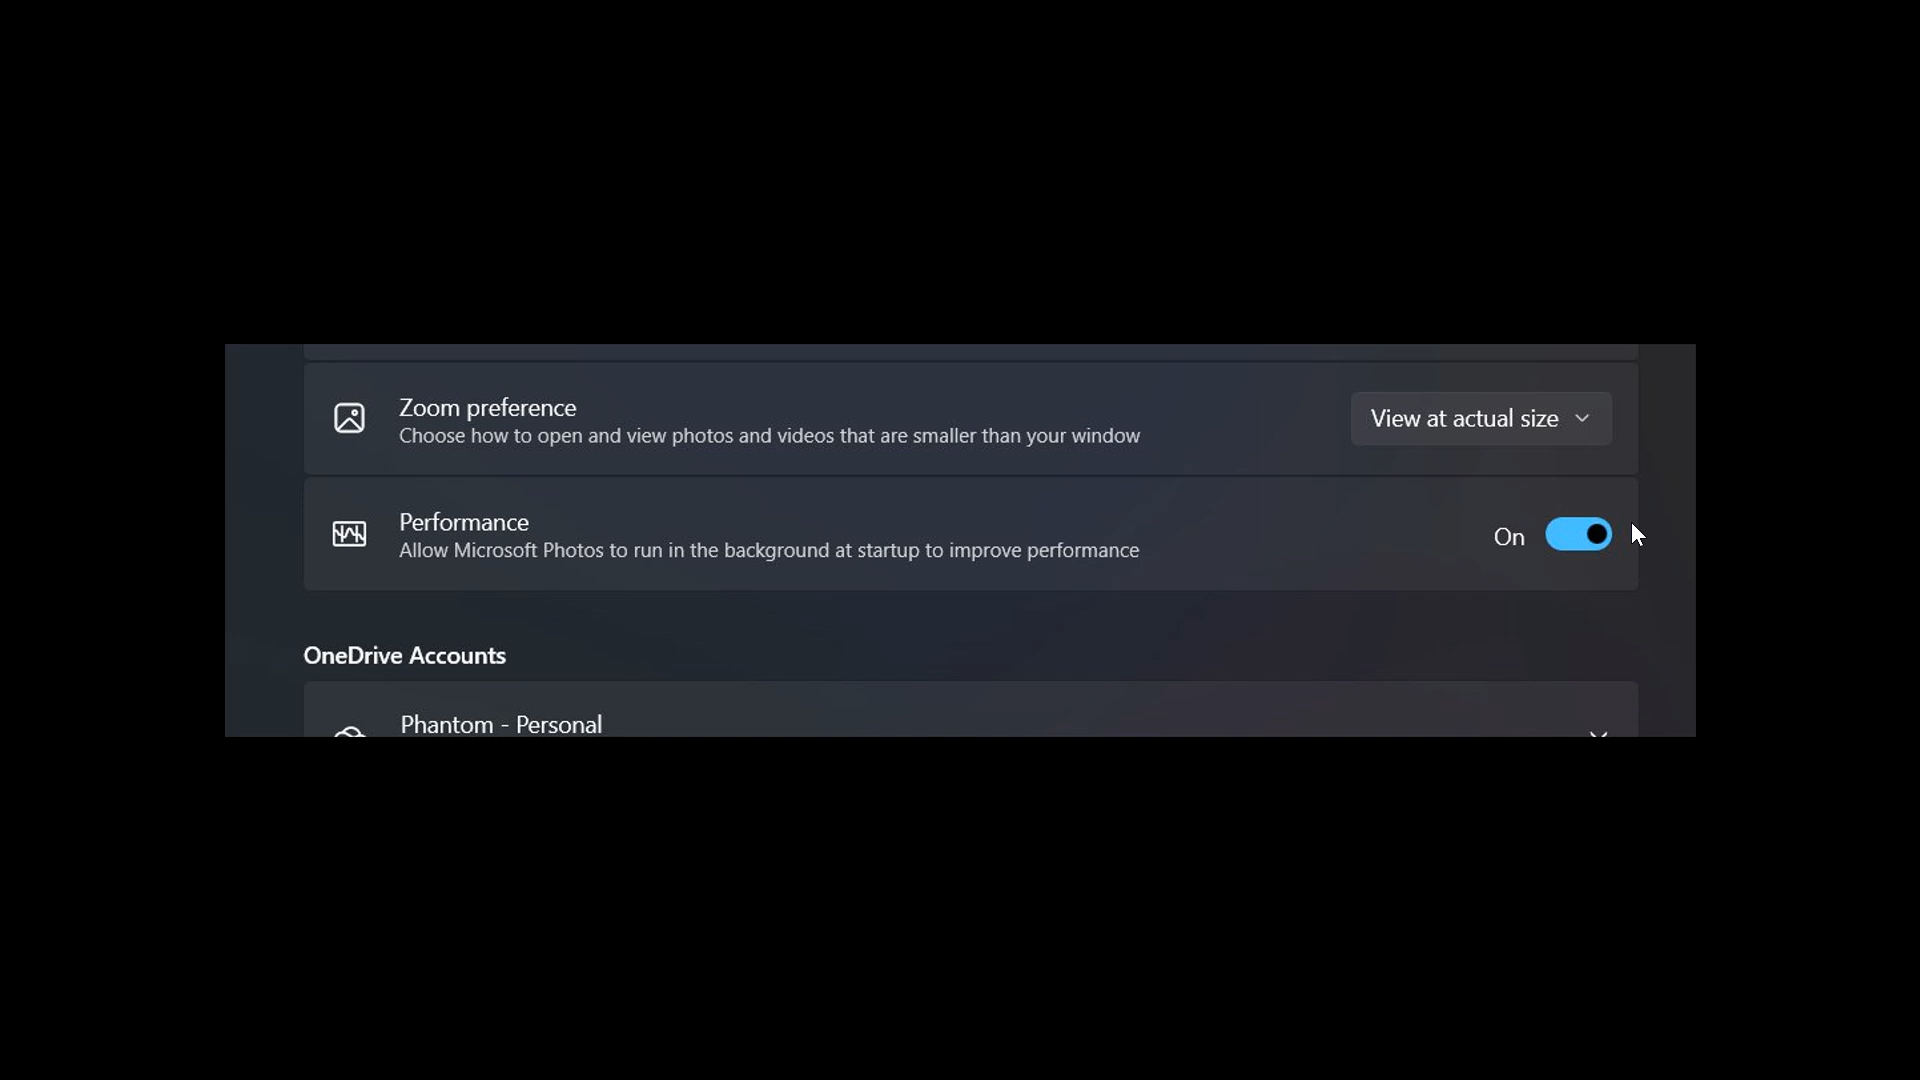 Zoom preference
Choose how to open and view photos and videos that are smaller than your window
View at actual size
Performance
Allow Microsoft Photos to run in the background at startup to improve performance
On
OneDrive Accounts
Phantom - Personal